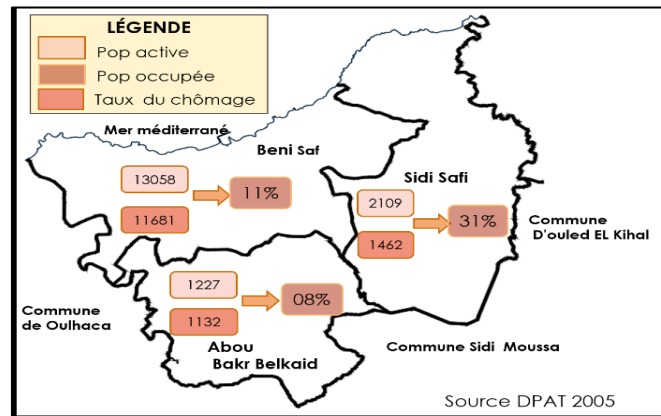 LÉGENDE
Pop active
Pop occupée
Taux du chômage
Mer méditerrané
Beni Saf
13058
11%
11681
Sidi Safi
2109
31%
1462
Commune
D'ouled EL Kihal
1227
08%
1132
Commune
de Oulhaca
Abou
Bakr Belkaid
Commune Sidi Moussa
Source DPAT 2005